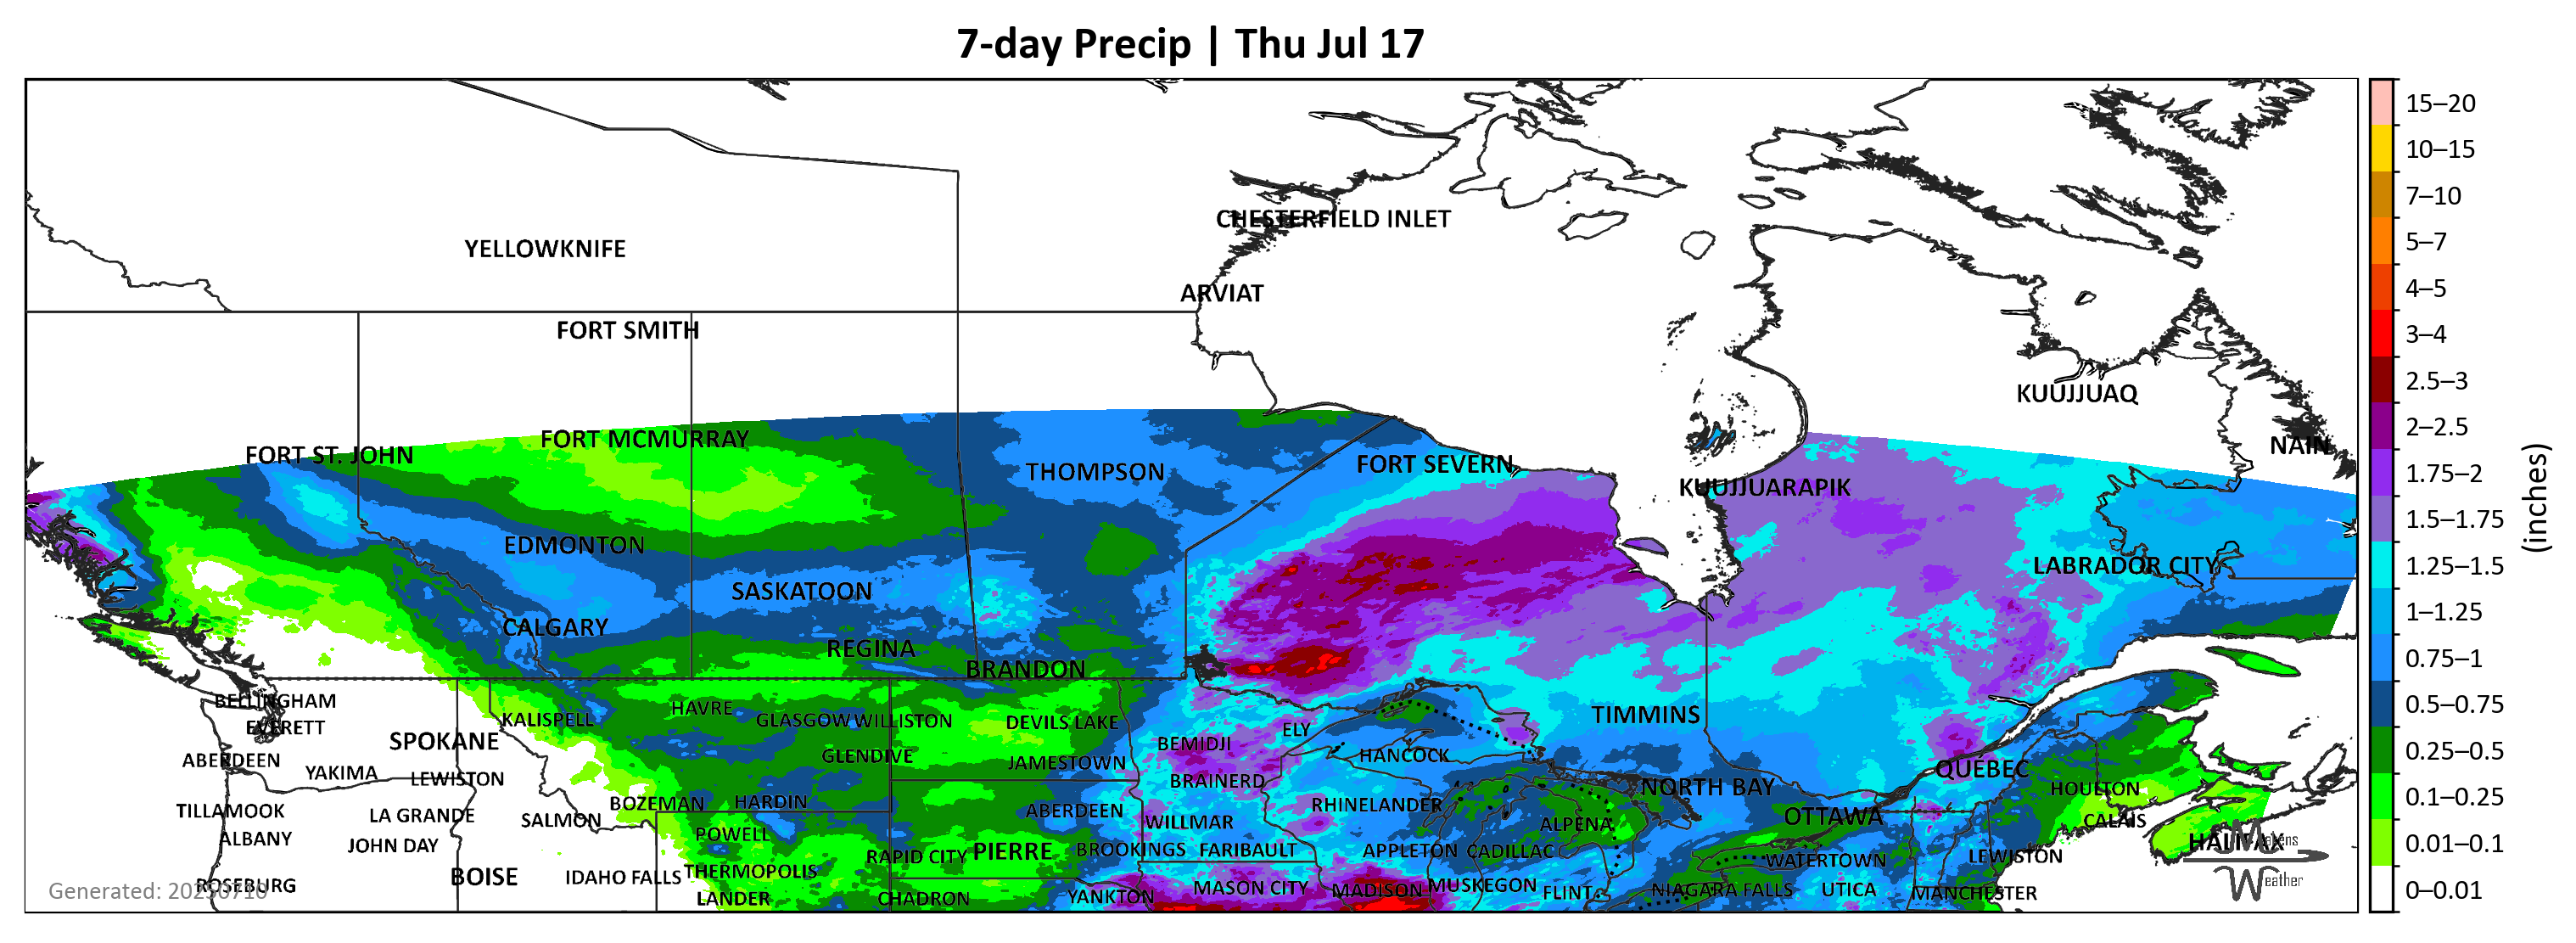 7-day Precip | Thu Jul 17
YELLOWKNIFE
CHESTERFIELD INLET
ARVIAT
FORT SMITH
KUUJJUAQ
FORT MCMURRAY
NAIN
FORT ST. JOHN
THOMPSON
FORT SEVERN
KUUJJUARAPIK
EDMONTON
LABRADOR CITY
SASKATOON
CALGARY
REGINA
BRANDON
BELLINGHAM
HAVRE
KALISPELL
GLASGOW
WILLISTON
DEVILS LAKE
TIMMINS
EVERETT
ELY
SPOKANE
BEMIDJI
GLENDIVE
HANCOCK
ABERDEEN
JAMESTOWN
QUÉBEC
YAKIMA
LEWISTON
BRAINERD
NORTH BAY
HOULTON
BOZEMAN
HARDIN
RHINELANDER
TILLAMOOK
LA GRANDE
SALMON
ABERDEEN
WILLMAR
ALPENA
OTTAWA
CALAIS
ALBANY
JOHN DAY
POWELL
HALIFAX
RAPID CITY
PIERRE
BROOKINGS
FARIBAULT
APPLETON
CADILLAC
WATERTOWN
LEWISTON
BOISE
IDAHO FALLS
THERMOPOLIS
ROSEBURG
MASON CITY
MADISON
MUSKEGON
FLINT
NIAGARA FALLS
UTICA
MANCHESTER
LANDER
CHADRON
YANKTON
Generated: 20250710
Weather
15–20
10–15
7–10
5–7
4–5
3–4
2.5–3
2–2.5
1.75–2
1.5–1.75
1.25–1.5
1–1.25
0.75–1
0.5–0.75
0.25–0.5
0.1–0.25
0.01–0.1
0–0.01
(inches)